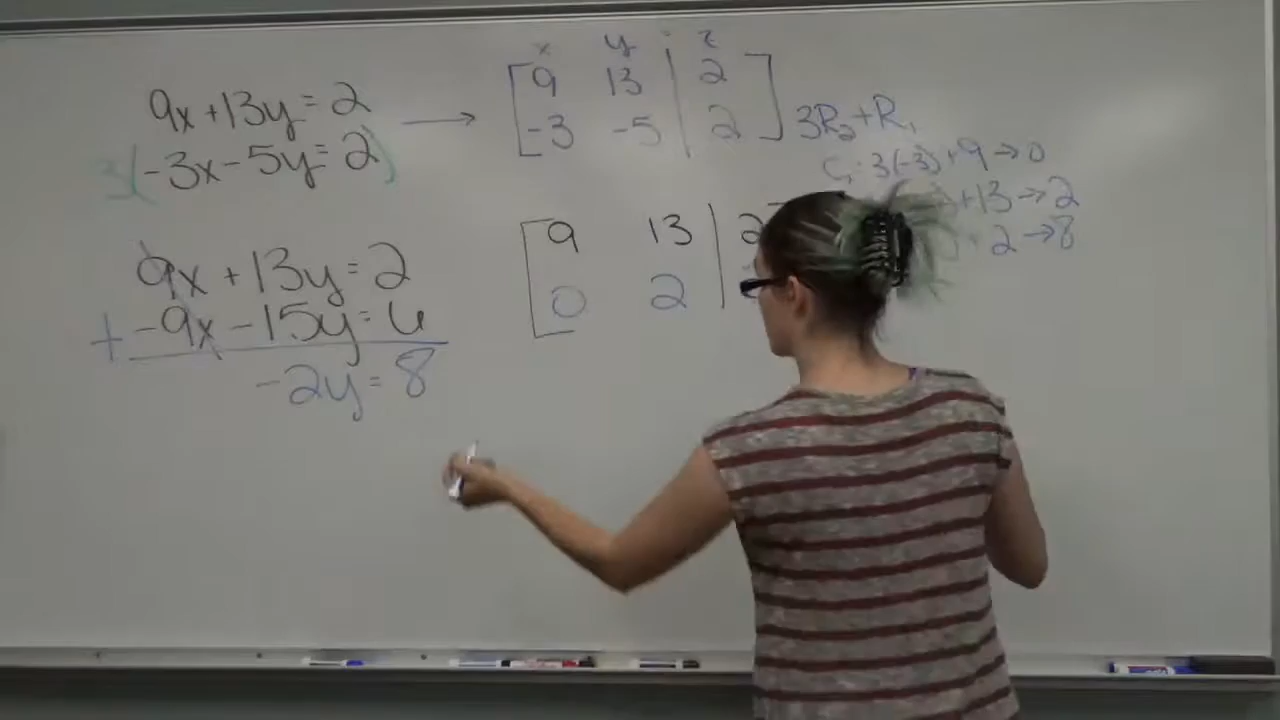 9x+13y=2
3(-3x-5y=2)
9x+13y=2
+ -9x-15y=6
-2y=8
x y c
9 13 | 2
-3 -5 | 2
3R₂+R₁
C₁: 3(-3)+9→0
+13→2
+2→8
9 13 | 2
0 2 |